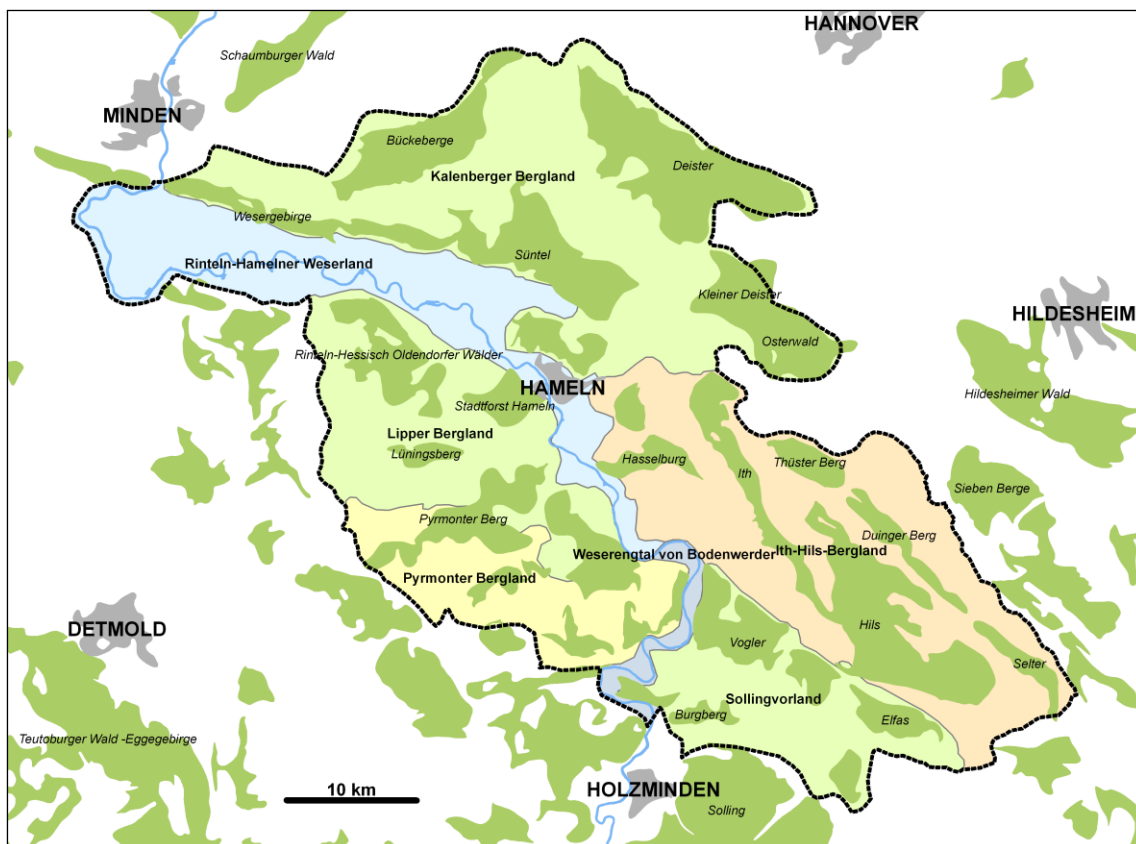 HANNOVER
Schaumburger Wald
MINDEN
Bückeberge
Deister
Kalenberger Bergland
Wesergebirge
Süntel
Rinteln-Hamelner Weserland
Kleiner Deister
HILDESHEIM
Osterwald
Rinteln-Hessisch Oldendorfer Wälder
HAMELN
Hildesheimer Wald
Stadtforst Hameln
Lipper Bergland
Lüningsberg
Hasselburg
Ith
Thüster Berg
Sieben Berge
Pyrmonter Berg
Duinger Berg
Weserengtal von Bodenwerder
Ith-Hils-Bergland
Pyrmonter Bergland
DETMOLD
Hils
Vogler
Selter
Sollingvorland
Burgberg
Elfas
Teutoburger Wald -Eggegebirge
10 km
HOLZMINDEN
Solling